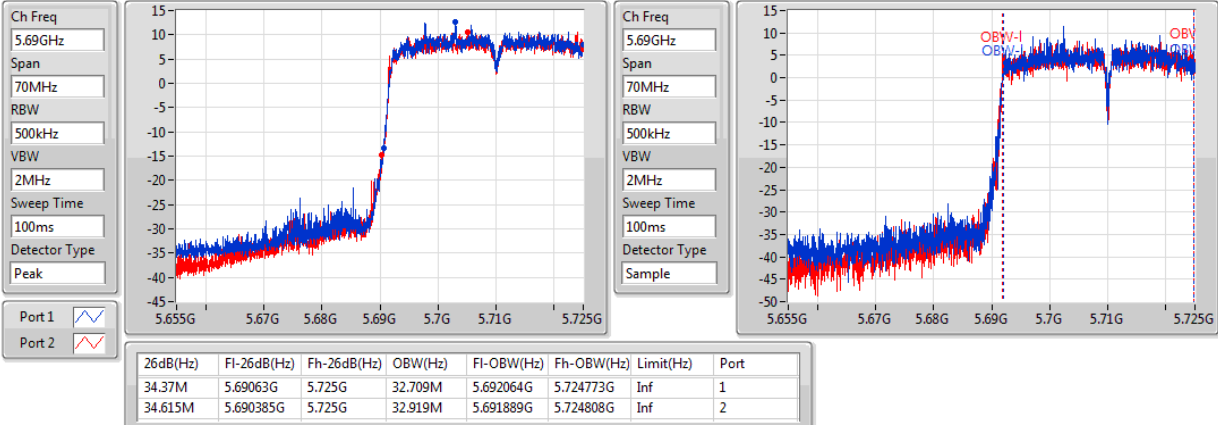 Ch Freq
5.69GHz
Span
70MHz
RBW
500kHz
VBW
2MHz
Sweep Time
100ms
Detector Type
Peak
Port 1
Port 2
15
10
5
0
-5
-10
-15
-20
-25
-30
-35
-40
-45
5.655G 5.67G 5.68G 5.69G 5.7G 5.71G 5.725G
Ch Freq
5.69GHz
Span
70MHz
RBW
500kHz
VBW
2MHz
Sweep Time
100ms
Detector Type
Sample
15
10
5
0
-5
-10
-15
-20
-25
-30
-35
-40
-45
-50
OBW-l OBW
OBW-l OBW
5.655G 5.67G 5.68G 5.69G 5.7G 5.71G 5.725G
26dB(Hz) Fl-26dB(Hz) Fh-26dB(Hz) OBW(Hz) Fl-OBW(Hz) Fh-OBW(Hz) Limit(Hz) Port
34.37M 5.69063G 5.725G 32.709M 5.692064G 5.724773G Inf 1
34.615M 5.690385G 5.725G 32.919M 5.691889G 5.724808G Inf 2